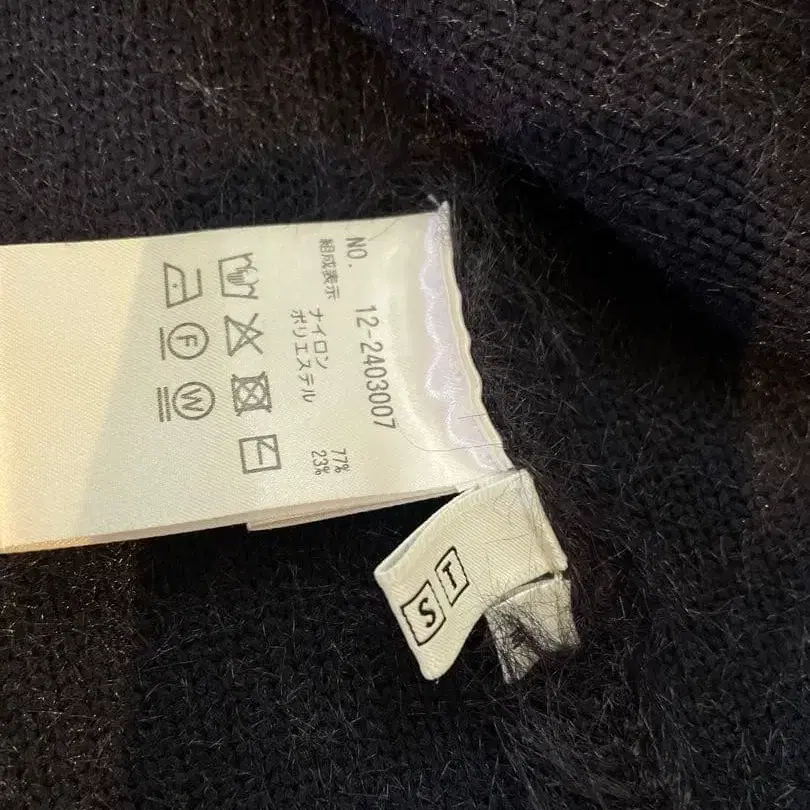 NO. 12-2403007
組成表示
ナイロン 77%
ポリエステル 23%
F
W
S T